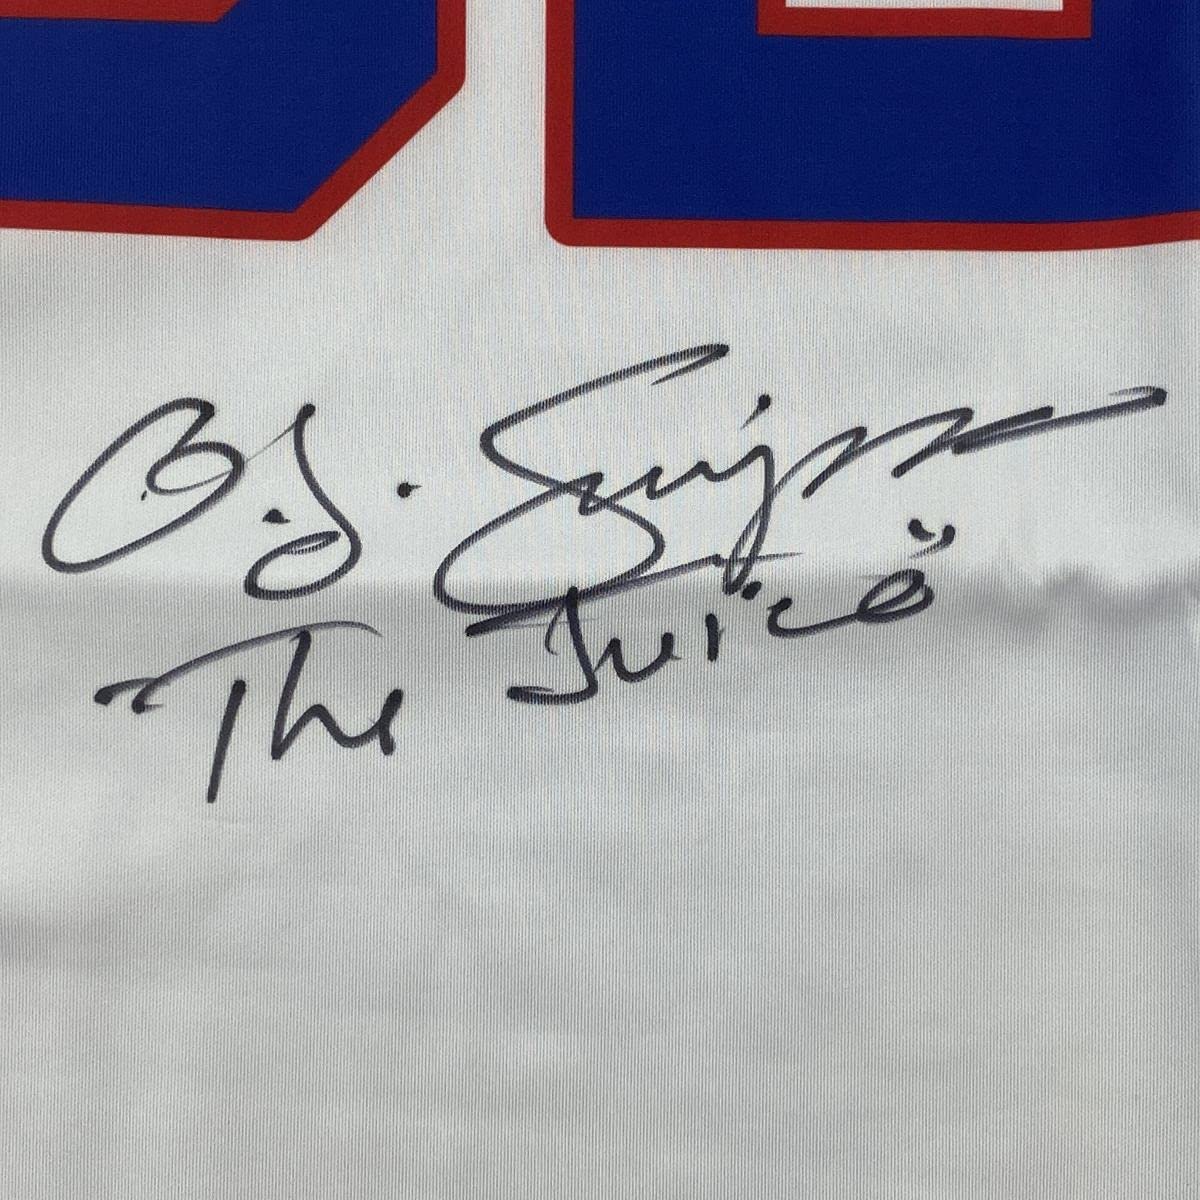 O.J. Simpson
"The Juice"